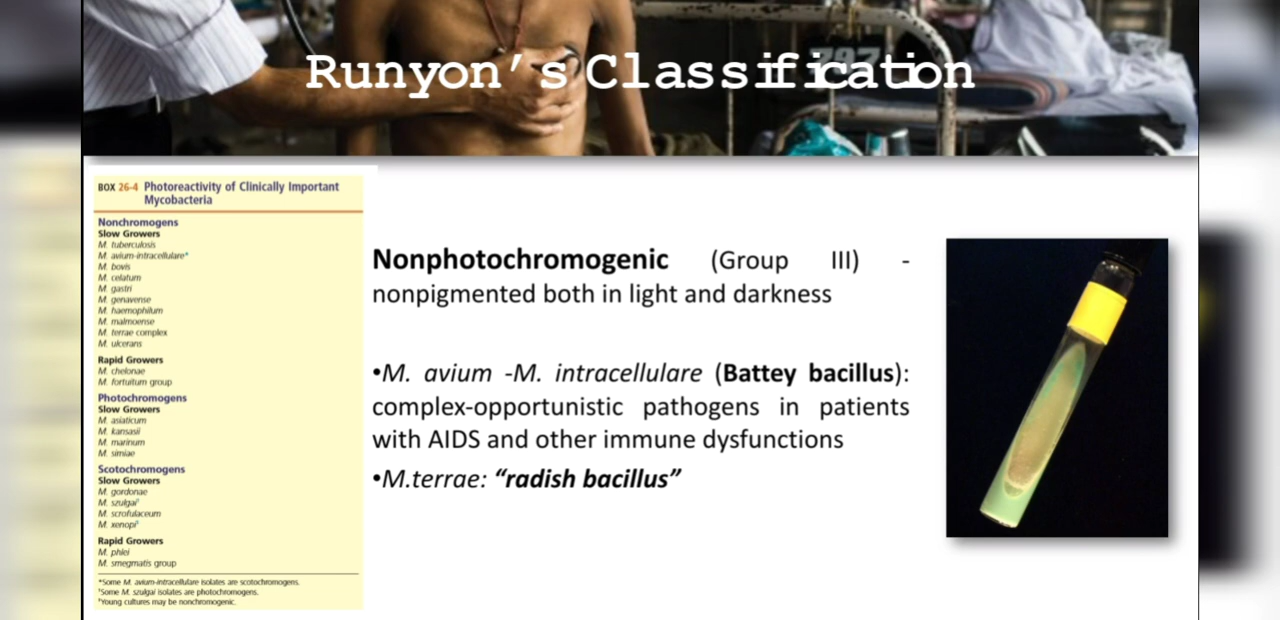 Runyon's Classification
BOX 26-4 Photoreactivity of Clinically Important
Mycobacteria
Nonchromogens
Slow Growers
M. tuberculosis
M. avium-intracellulare*
M. bovis
M. celatum
M. gastri
M. genavense
M. haemophilum
M. malmoense
M. terrae complex
M. ulcerans
Rapid Growers
M. chelonae
M. fortuitum group
Photochromogens
Slow Growers
M. asiaticum
M. kansasii
M. marinum
M. simiae
Scotochromogens
Slow Growers
M. gordonae
M. szulgai†
M. scrofulaceum
M. xenopi‡
Rapid Growers
M. phlei
M. smegmatis group
*Some M. avium-intracellulare isolates are scotochromogens.
†Some M. szulgai isolates are photochromogens.
‡Young cultures may be nonchromogenic.
Nonphotochromogenic (Group III) -
nonpigmented both in light and darkness
•M. avium -M. intracellulare (Battey bacillus):
complex-opportunistic pathogens in patients
with AIDS and other immune dysfunctions
•M.terrae: “radish bacillus”